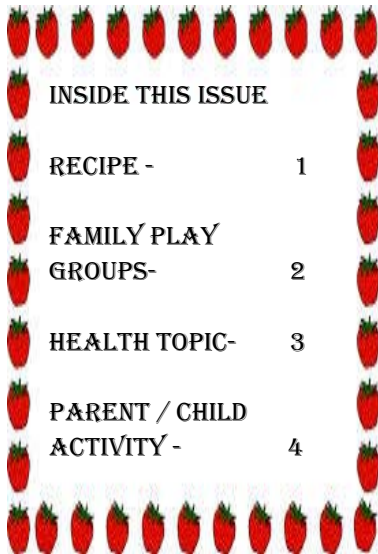 INSIDE THIS ISSUE
RECIPE - 1
FAMILY PLAY
GROUPS- 2
HEALTH TOPIC- 3
PARENT / CHILD
ACTIVITY - 4